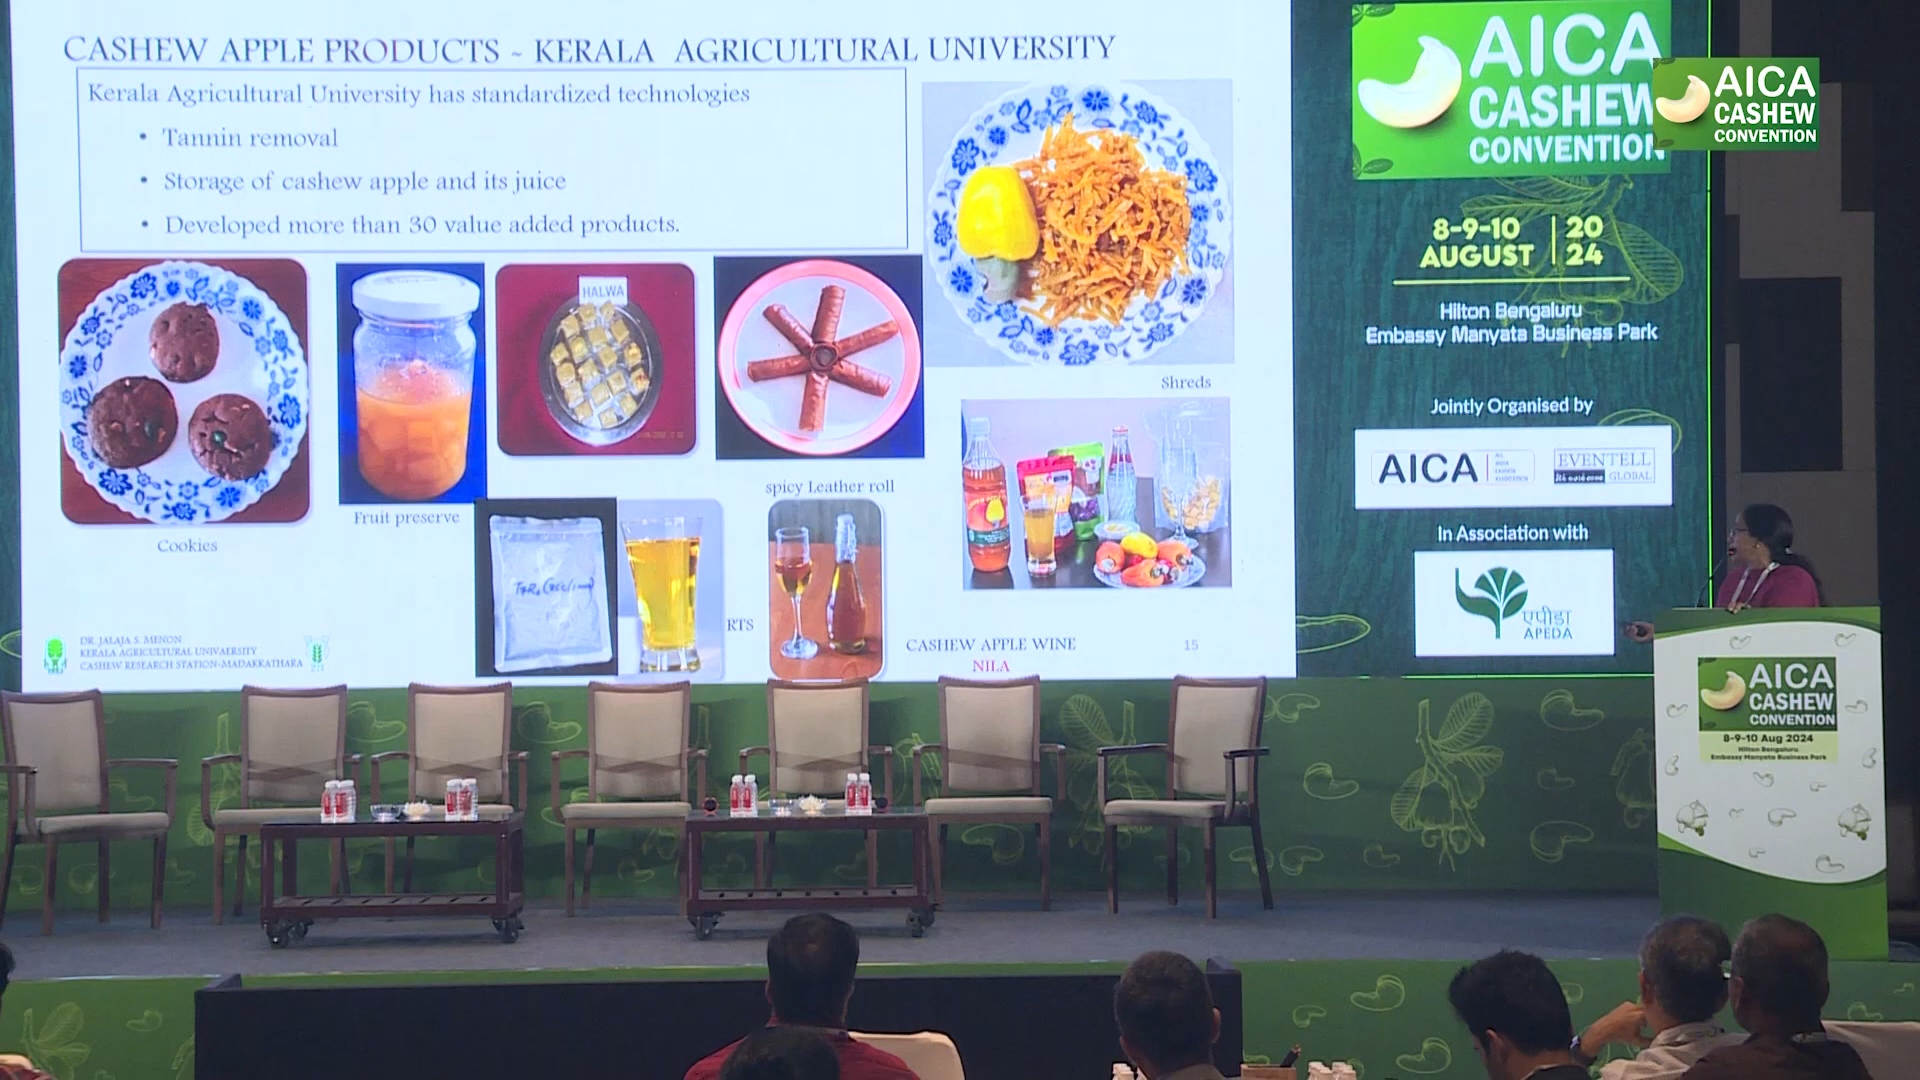 CASHEW APPLE PRODUCTS ~ KERALA AGRICULTURAL UNIVERSITY
Kerala Agricultural University has standardized technologies
• Tannin removal
• Storage of cashew apple and its juice
• Developed more than 30 value added products.
HALWA
Shreds
spicy Leather roll
Fruit preserve
Cookies
RTS
CASHEW APPLE WINE
NILA
15
DR. JALAJA S. MENON
KERALA AGRICULTURAL UNIVAERSITY
CASHEW RESEARCH STATION-MADAKKATHARA
AICA
CASHEW
CONVENTION
AICA
CASHEW
CONVENTION
8-9-10
AUGUST
20
24
Hilton Bengaluru
Embassy Manyata Business Park
Jointly Organised by
AICA
EVENTELL
GLOBAL
In Association with
एपीडा
APEDA
AICA
CASHEW
CONVENTION
8-9-10 Aug 2024
Hilton Bengaluru
Embassy Manyata Business Park